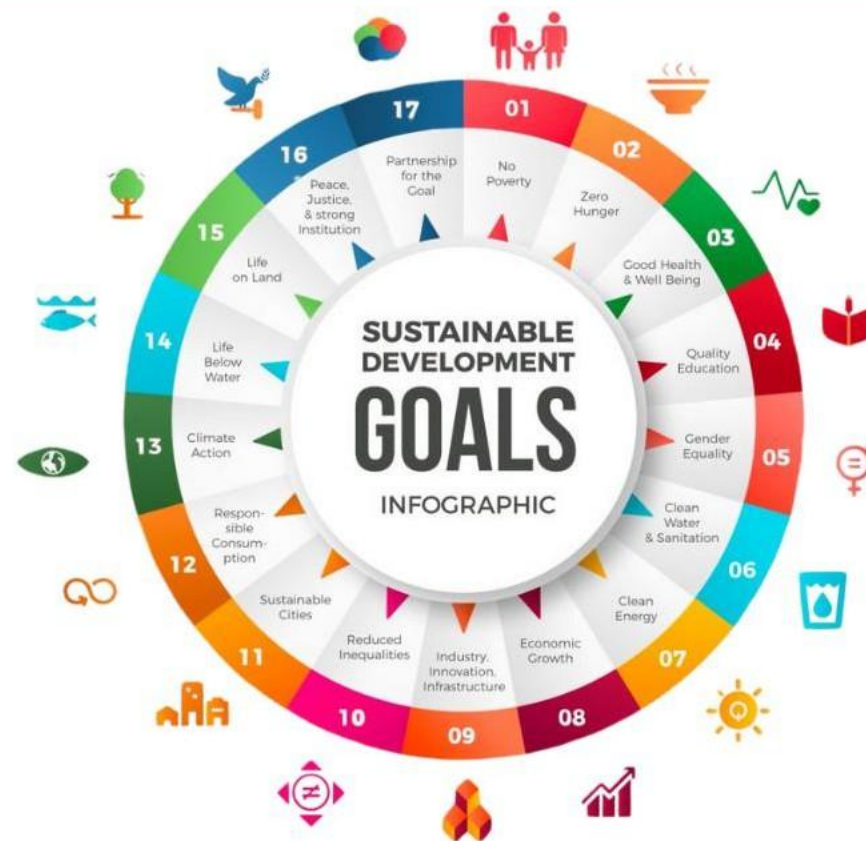 SUSTAINABLE
DEVELOPMENT
GOALS
INFOGRAPHIC
01
No
Poverty
02
Zero
Hunger
03
Good Health
& Well Being
04
Quality
Education
05
Gender
Equality
06
Clean
Water
& Sanitation
07
Clean
Energy
08
Economic
Growth
09
Industry,
Innovation,
Infrastructure
10
Reduced
Inequalities
11
Sustainable
Cities
12
Respon-
sible
Consum-
ption
13
Climate
Action
14
Life
Below
Water
15
Life
on Land
16
Peace,
Justice,
& strong
Institution
17
Partnership
for the
Goal